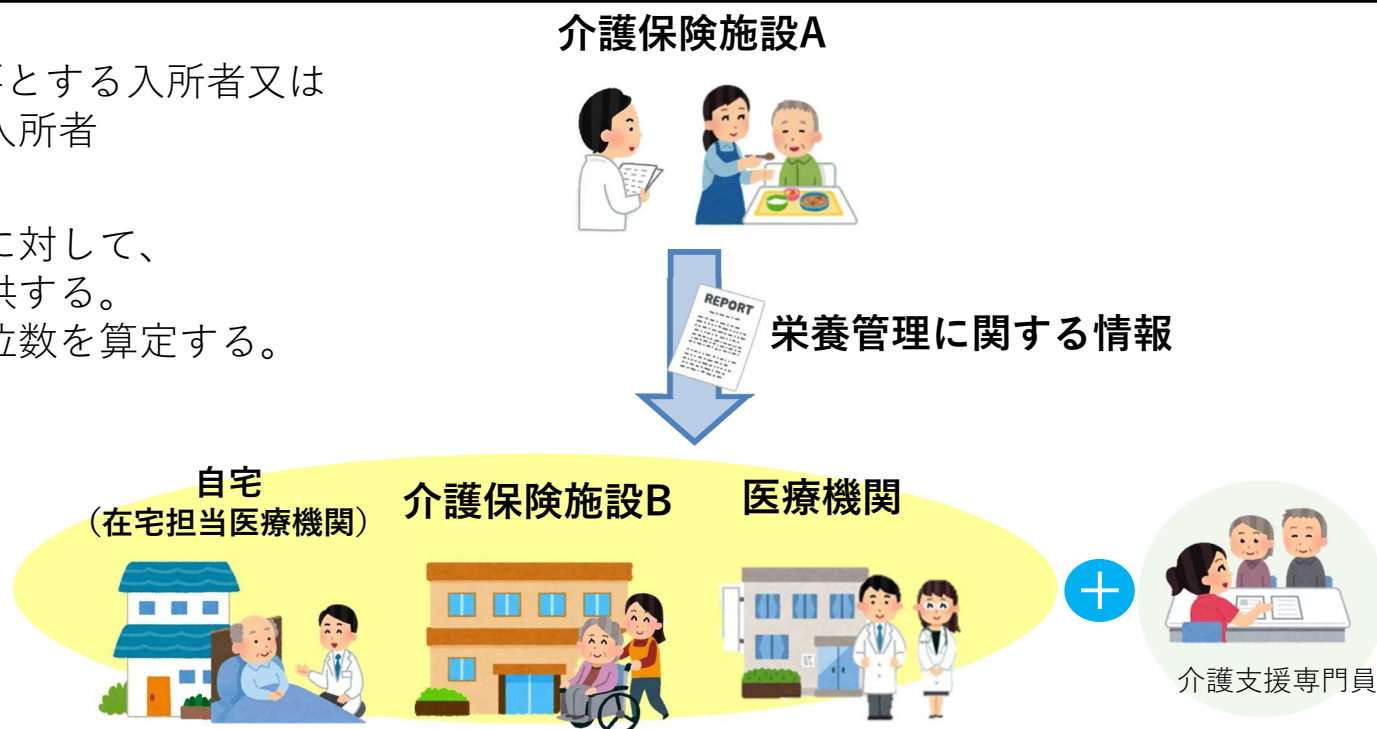 介護保険施設A
とする入所者又は
入所者
に対して、
供する。
位数を算定する。
REPORT
栄養管理に関する情報
自宅
（在宅担当医療機関）
介護保険施設B
医療機関
＋
介護支援専門員